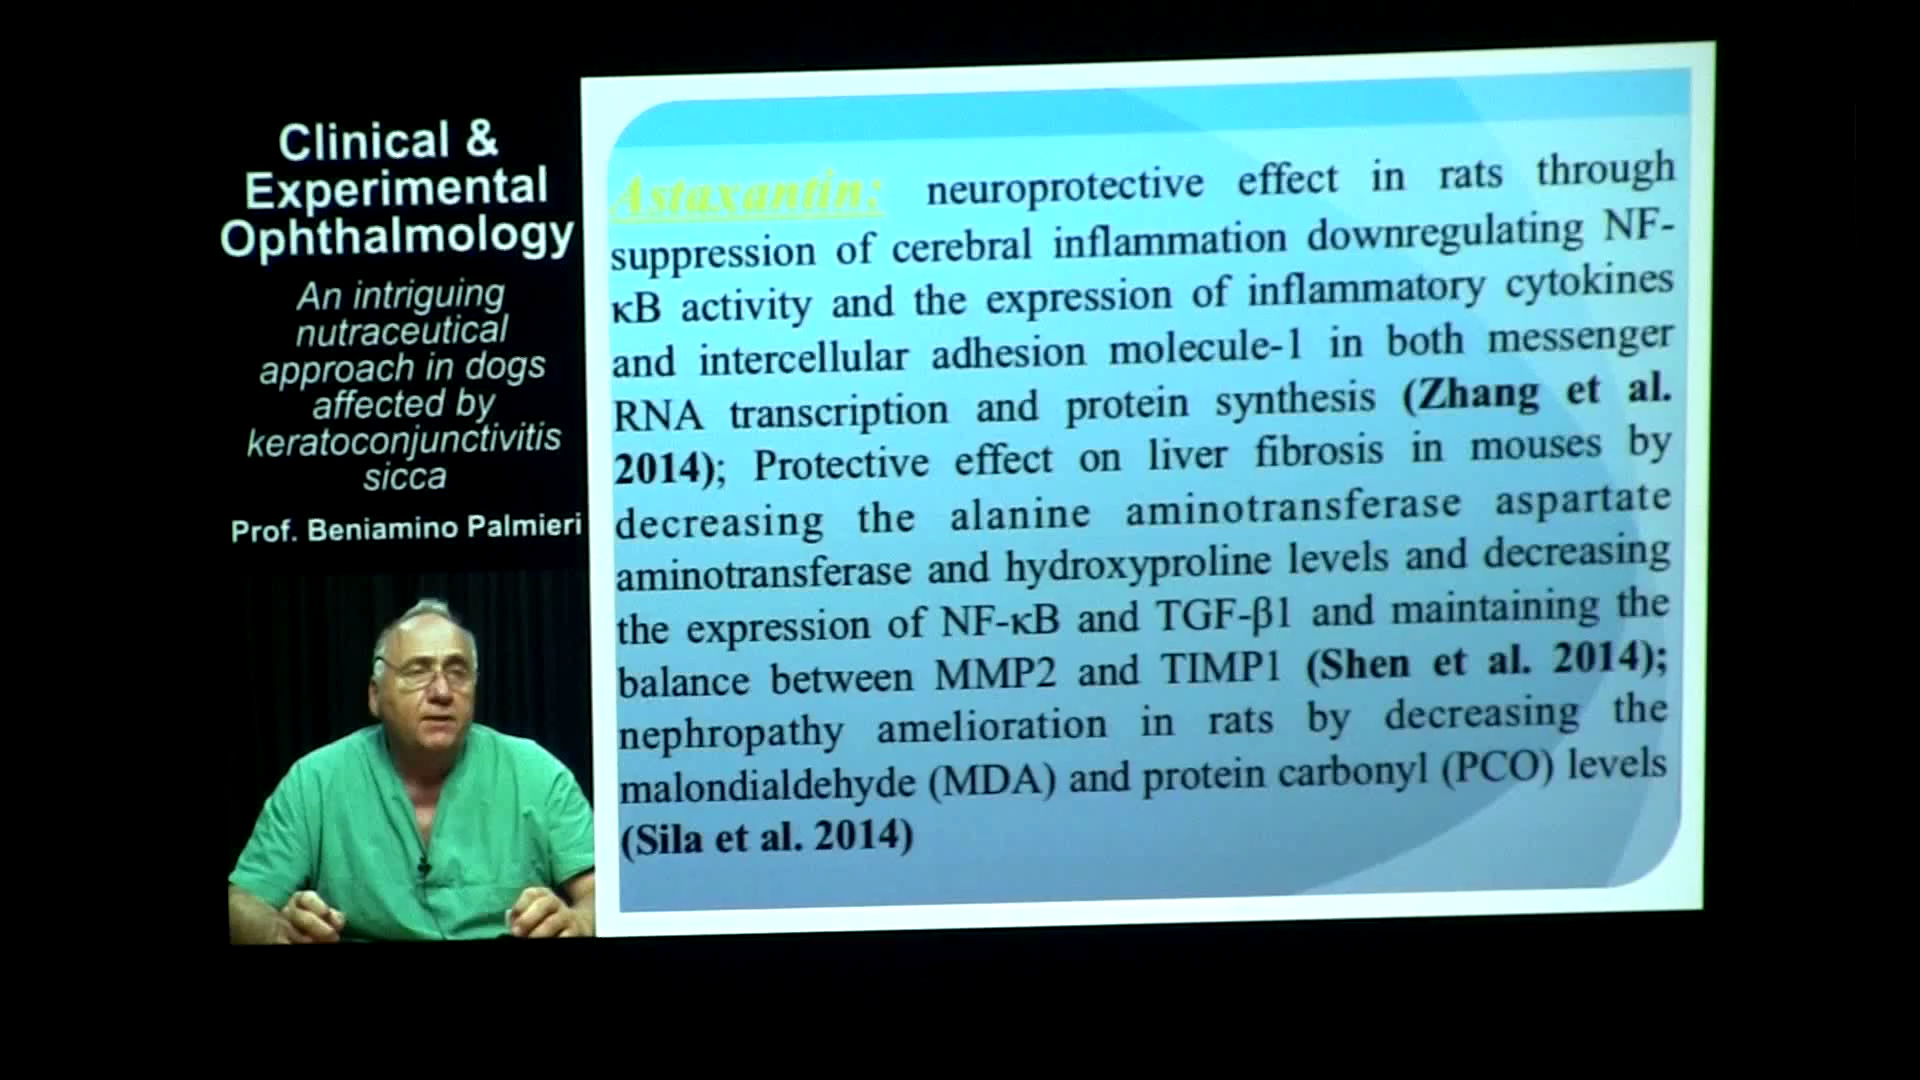 Clinical &
Experimental
Ophthalmology
An intriguing
nutraceutical
approach in dogs
affected by
keratoconjunctivitis
sicca
Prof. Beniamino Palmieri
Astaxantin: neuroprotective effect in rats through
suppression of cerebral inflammation downregulating NF-
κB activity and the expression of inflammatory cytokines
and intercellular adhesion molecule-1 in both messenger
RNA transcription and protein synthesis (Zhang et al.
2014); Protective effect on liver fibrosis in mouses by
decreasing the alanine aminotransferase aspartate
aminotransferase and hydroxyproline levels and decreasing
the expression of NF-κB and TGF-β1 and maintaining the
balance between MMP2 and TIMP1 (Shen et al. 2014);
nephropathy amelioration in rats by decreasing the
malondialdehyde (MDA) and protein carbonyl (PCO) levels
(Sila et al. 2014)